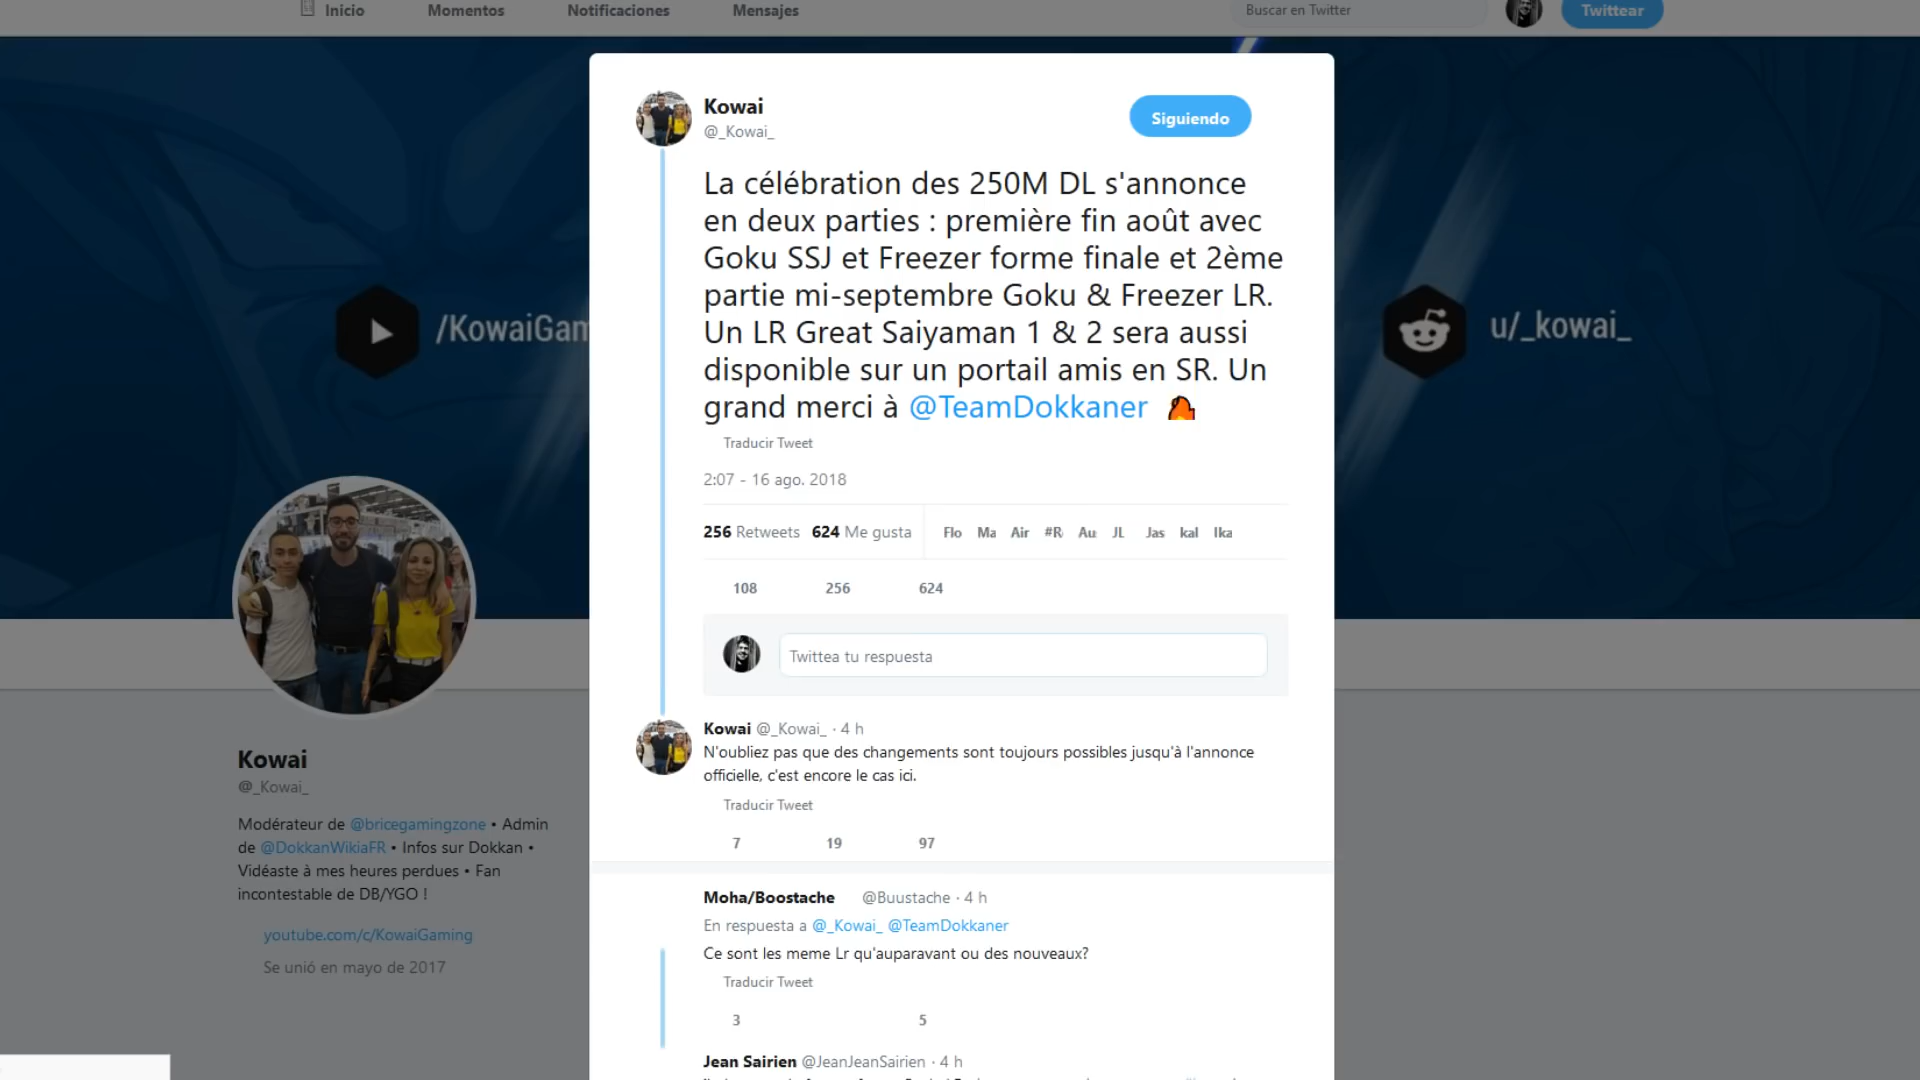 Inicio
Momentos
Notificaciones
Mensajes
Buscar en Twitter
Twittear
/KowaiGam
u/_kowai_
Kowai
@_Kowai_
Siguiendo
La célébration des 250M DL s'annonce
en deux parties : première fin août avec
Goku SSJ et Freezer forme finale et 2ème
partie mi-septembre Goku & Freezer LR.
Un LR Great Saiyaman 1 & 2 sera aussi
disponible sur un portail amis en SR. Un
grand merci à @TeamDokkaner
Traducir Tweet
2:07 - 16 ago. 2018
256 Retweets 624 Me gusta
Flo Ma Air #R Au JL Jas kal Ika
108 256 624
Twittea tu respuesta
Kowai @_Kowai_ · 4 h
N'oubliez pas que des changements sont toujours possibles jusqu'à l'annonce
officielle, c'est encore le cas ici.
Traducir Tweet
7 19 97
Moha/Boostache @Buustache · 4 h
En respuesta a @_Kowai_ @TeamDokkaner
Ce sont les meme Lr qu'auparavant ou des nouveaux?
Traducir Tweet
3 5
Jean Sairien @JeanJeanSairien · 4 h
Kowai
@_Kowai_
Modérateur de @bricegamingzone • Admin
de @DokkanWikiaFR • Infos sur Dokkan •
Vidéaste à mes heures perdues • Fan
incontestable de DB/YGO !
youtube.com/c/KowaiGaming
Se unió en mayo de 2017